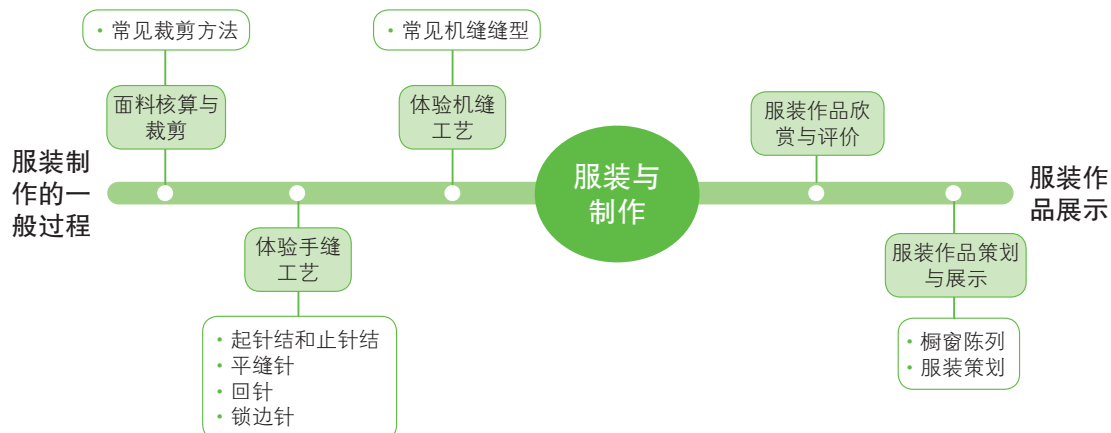 • 常见裁剪方法
• 常见机缝缝型
面料核算与
裁剪
体验机缝
工艺
服装作品欣
赏与评价
服装制
作的一
般过程
服装与
制作
服装作
品展示
体验手缝
工艺
服装作品策划
与展示
• 起针结和止针结
• 平缝针
• 回针
• 锁边针
• 橱窗陈列
• 服装策划